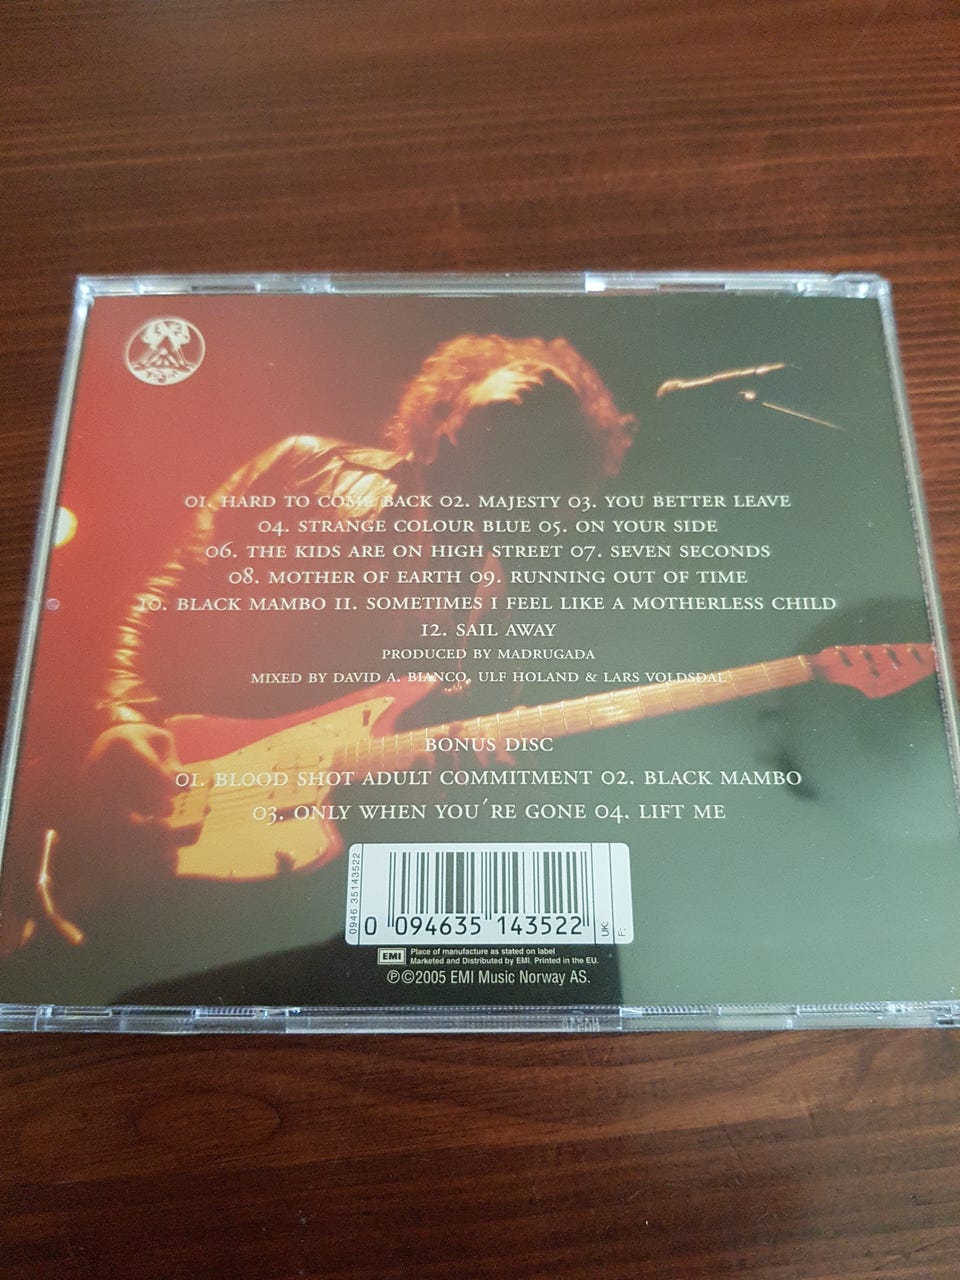 01. HARD TO COME BACK 02. MAJESTY 03. YOU BETTER LEAVE
04. STRANGE COLOUR BLUE 05. ON YOUR SIDE
06. THE KIDS ARE ON HIGH STREET 07. SEVEN SECONDS
08. MOTHER OF EARTH 09. RUNNING OUT OF TIME
10. BLACK MAMBO 11. SOMETIMES I FEEL LIKE A MOTHERLESS CHILD
12. SAIL AWAY
PRODUCED BY MADRUGADA
MIXED BY DAVID A. BIANCO, ULF HOLAND & LARS VOLDSDAL
BONUS DISC
01. BLOOD SHOT ADULT COMMITMENT 02. BLACK MAMBO
03. ONLY WHEN YOU´RE GONE 04. LIFT ME
0946 35143522
0 094635 143522
UK:
F:
EMI
Place of manufacture as stated on label
Marketed and Distributed by EMI. Printed in the EU.
℗©2005 EMI Music Norway AS.